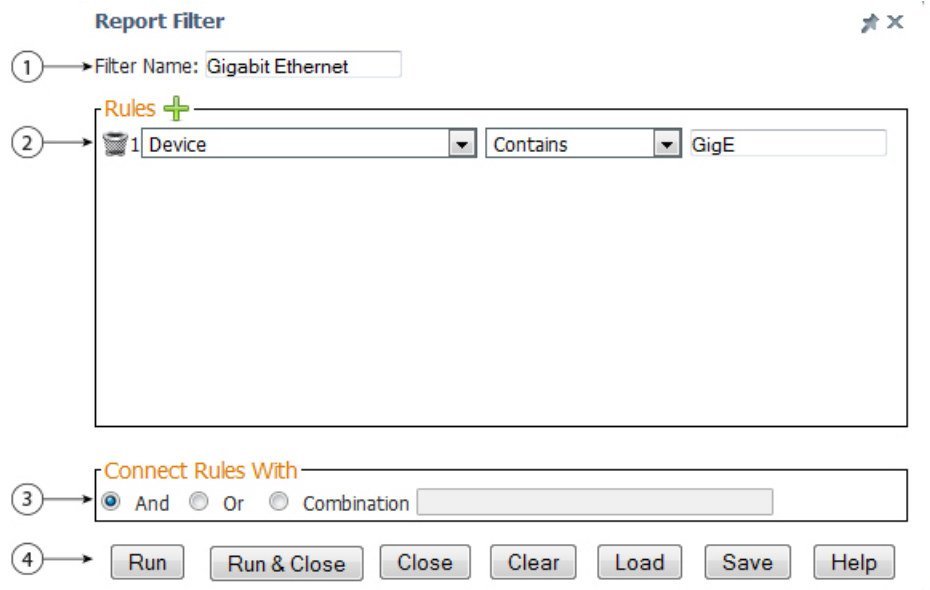 Report Filter
1 Filter Name: Gigabit Ethernet
Rules
2 1 Device Contains GigE
Connect Rules With
3 And Or Combination
4 Run Run & Close Close Clear Load Save Help